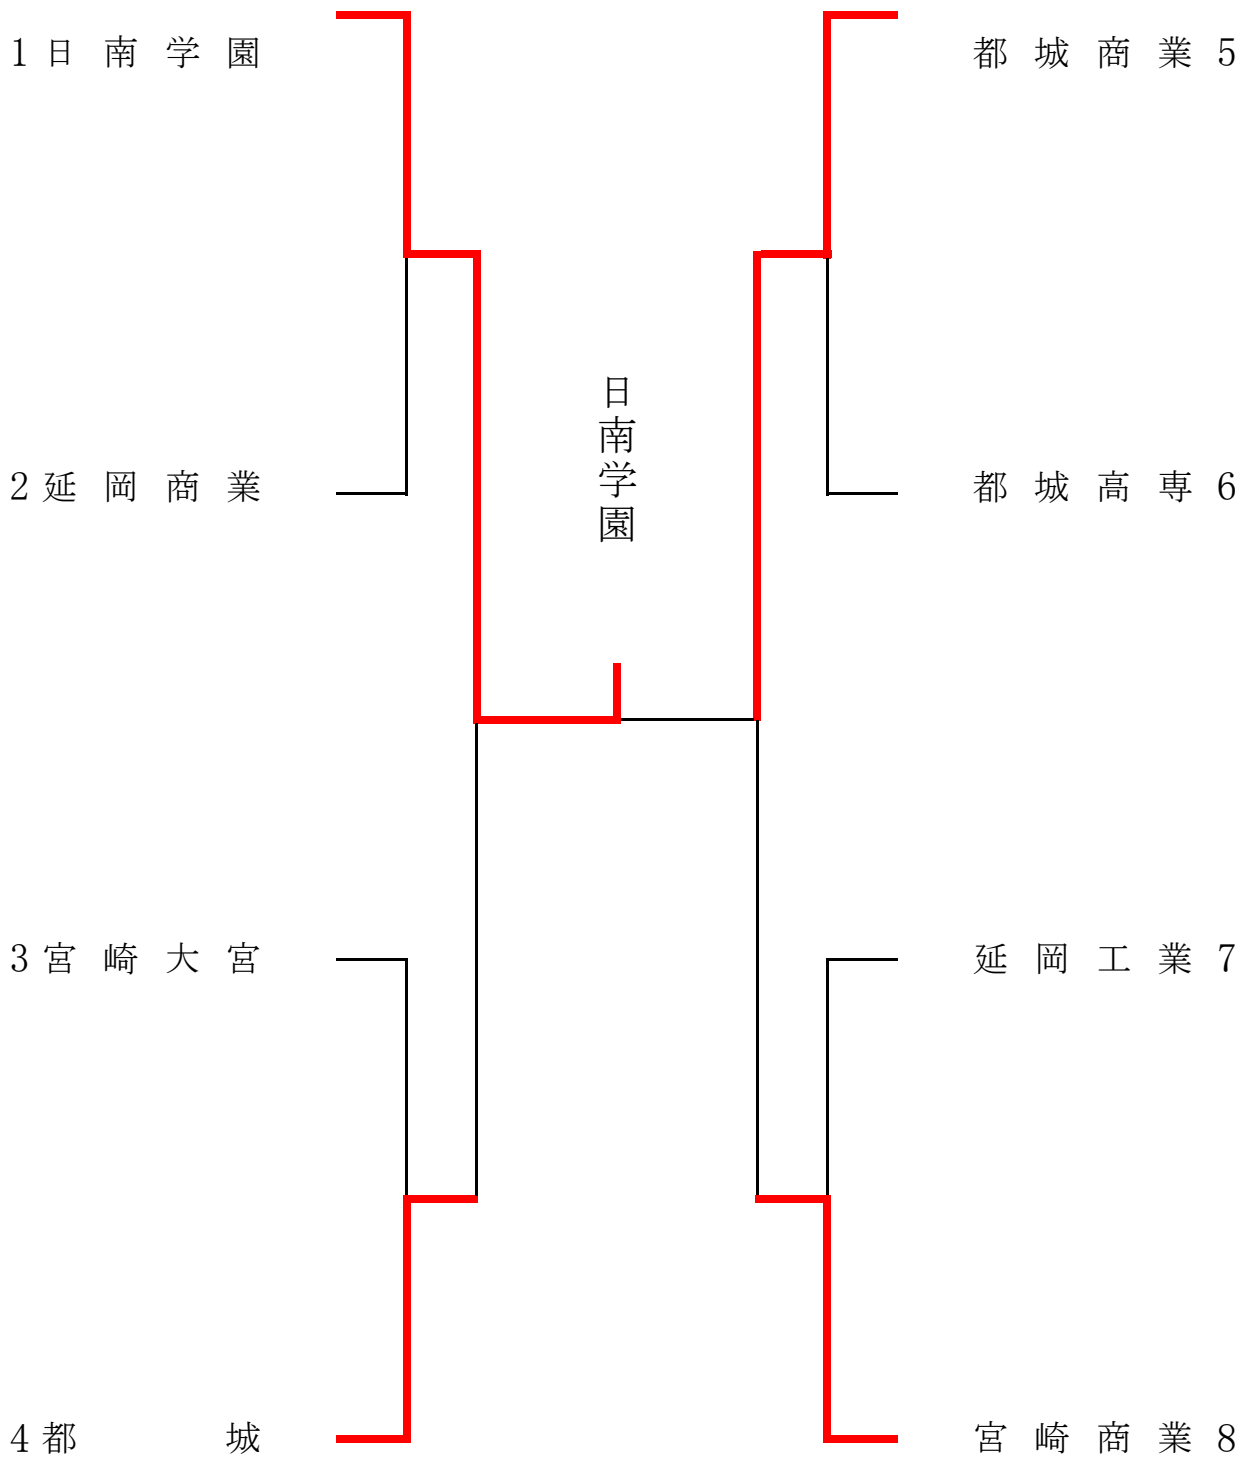 1 日南学園
都城商業 5
日南学園
2 延岡商業
都城高専 6
3 宮崎大宮
延岡工業 7
4 都城
宮崎商業 8